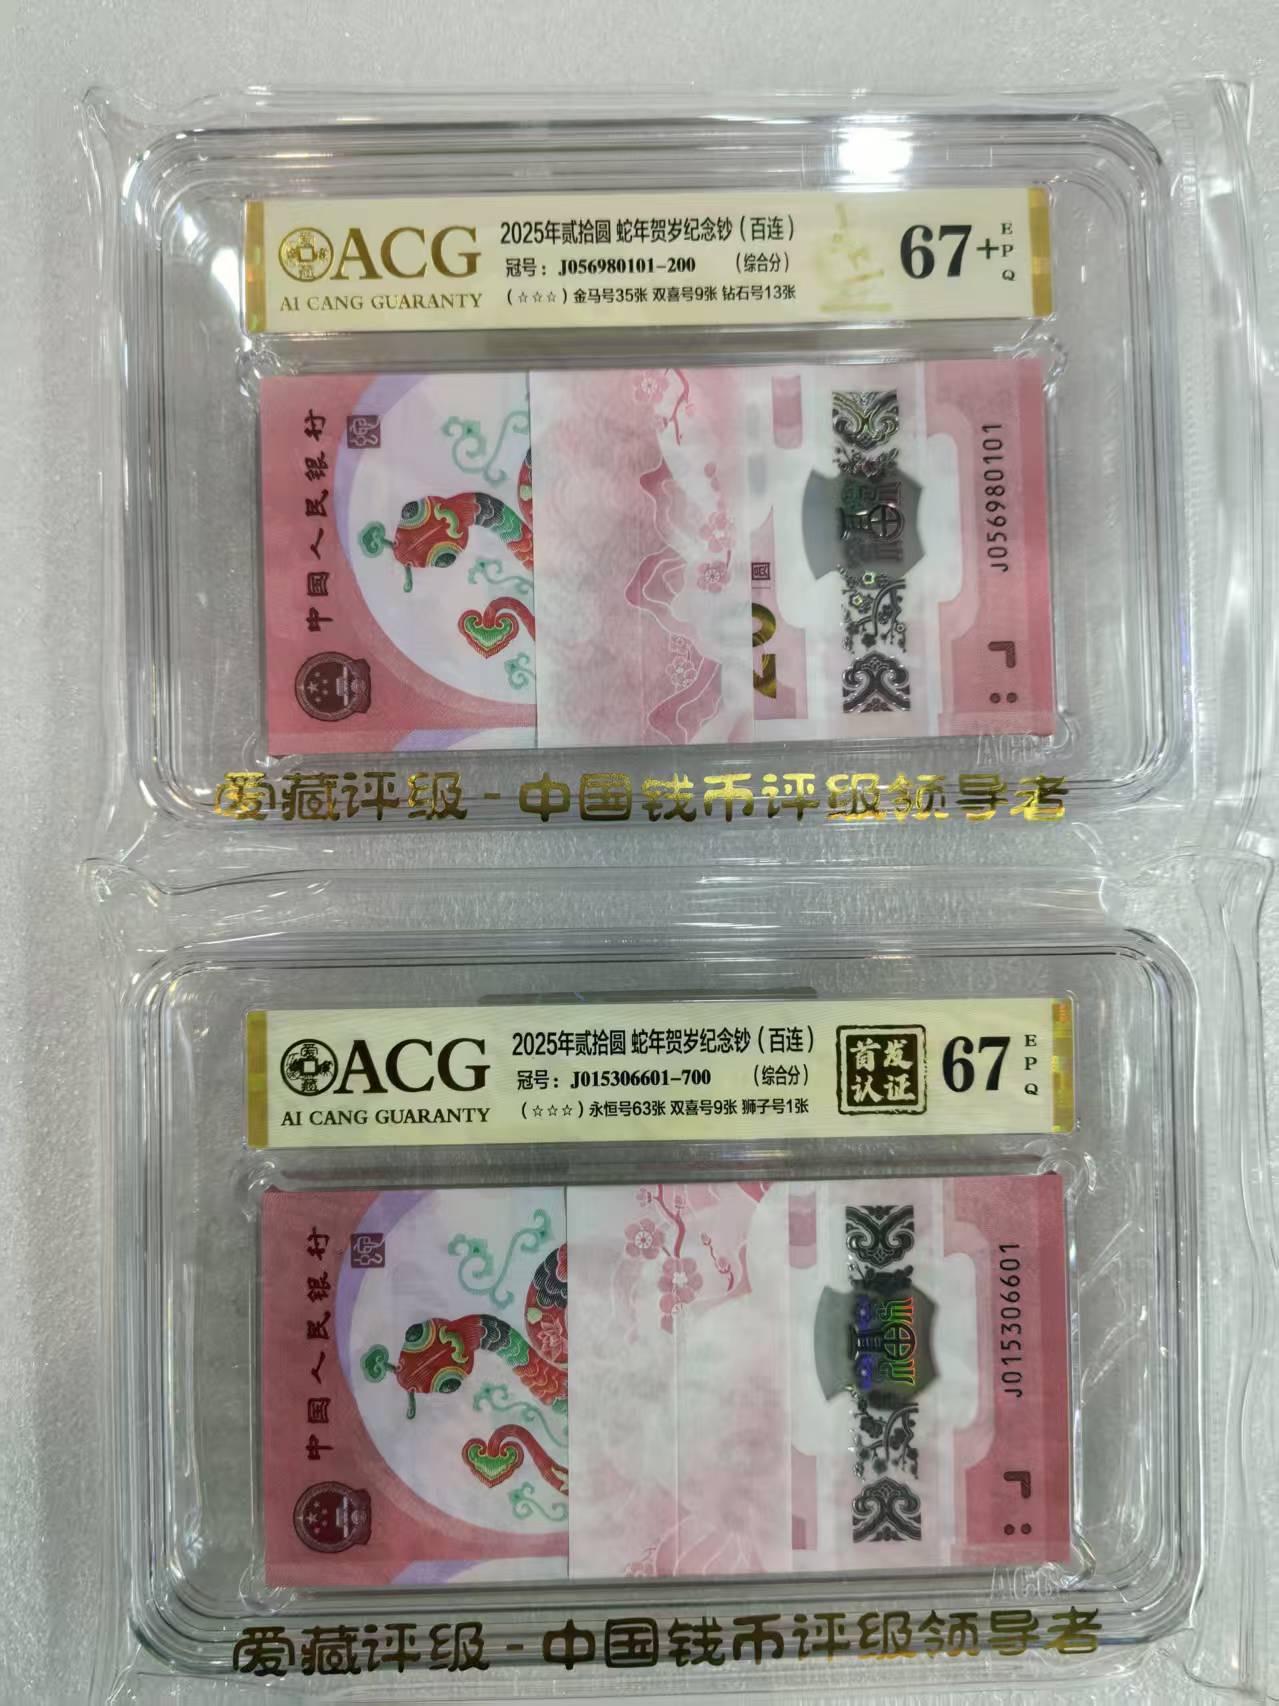 ACG
AI CANG GUARANTY
2025年贰拾圆 蛇年贺岁纪念钞（百连）
冠号：J056980101-200 （综合分）
（☆☆☆）金马号35张 双喜号9张 钻石号13张
67+
EPQ
中国人民银行
J056980101
ACG
爱藏评级-中国钱币评级领导者
ACG
AI CANG GUARANTY
2025年贰拾圆 蛇年贺岁纪念钞（百连）
冠号：J015306601-700 （综合分）
（☆☆☆）永恒号63张 双喜号9张 狮子号1张
首发
认证
67
EPQ
中国人民银行
J015306601
ACG
爱藏评级-中国钱币评级领导者